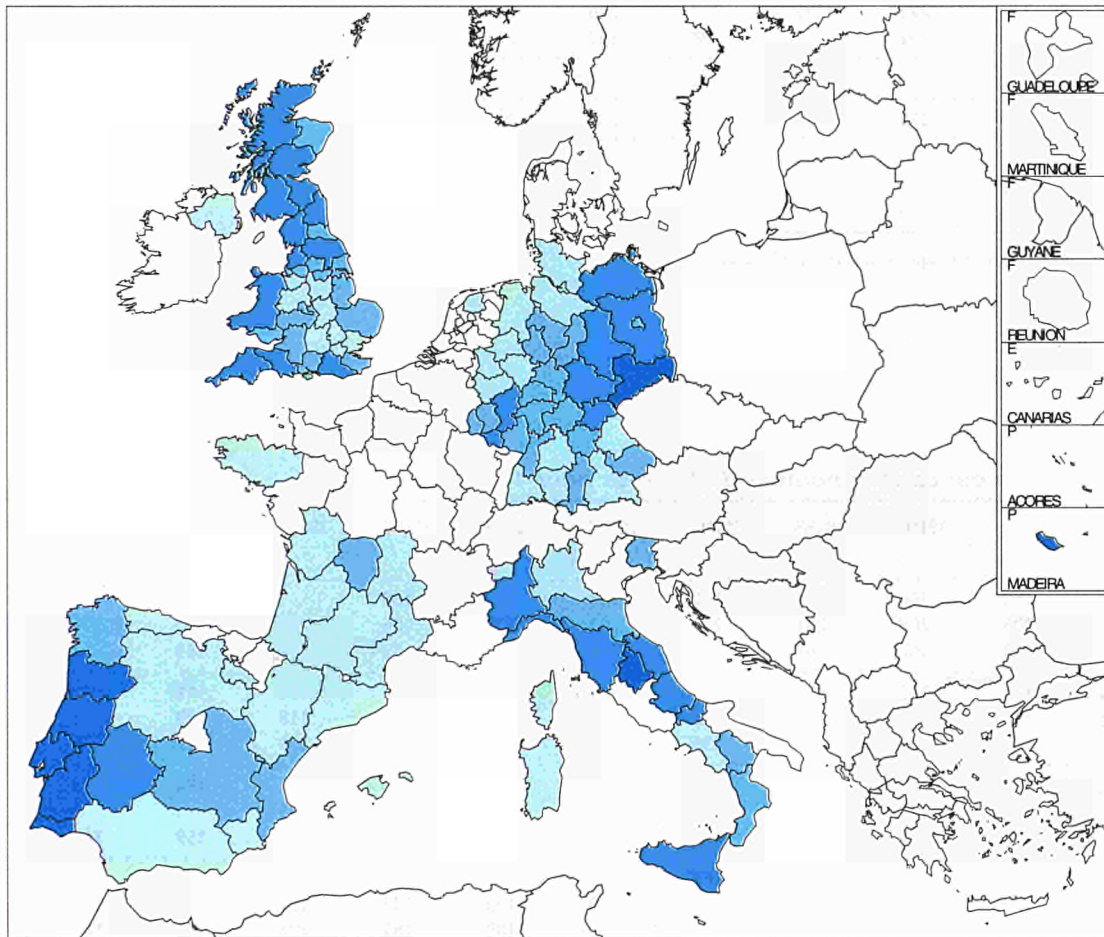 F
GUADELOUPE
F
MARTINIQUE
F
GUYANE
F
REUNION
E
CANARIAS
P
ACORES
P
MADEIRA